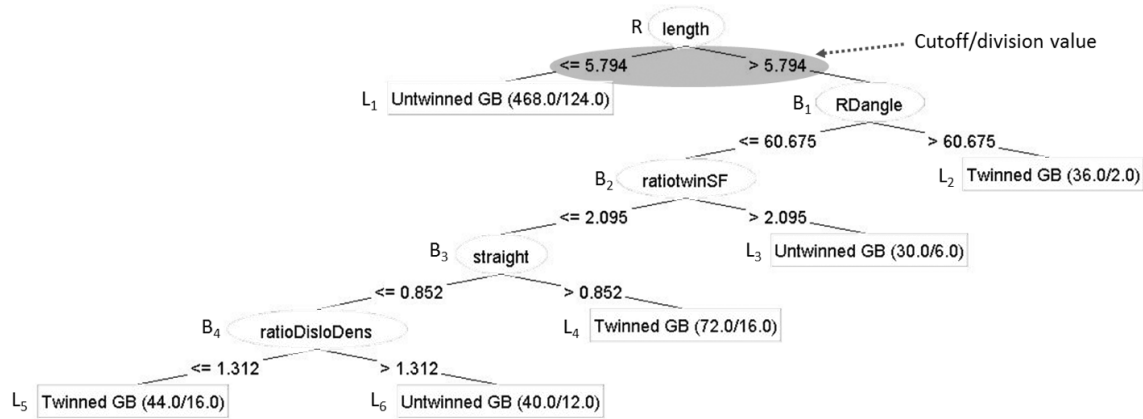 R length
Cutoff/division value
<= 5.794 > 5.794
L1 Untwinned GB (468.0/124.0)
B1 RDangle
<= 60.675 > 60.675
B2 ratiotwinSF
L2 Twinned GB (36.0/2.0)
<= 2.095 > 2.095
B3 straight
L3 Untwinned GB (30.0/6.0)
<= 0.852 > 0.852
B4 ratioDisloDens
L4 Twinned GB (72.0/16.0)
<= 1.312 > 1.312
L5 Twinned GB (44.0/16.0)
L6 Untwinned GB (40.0/12.0)